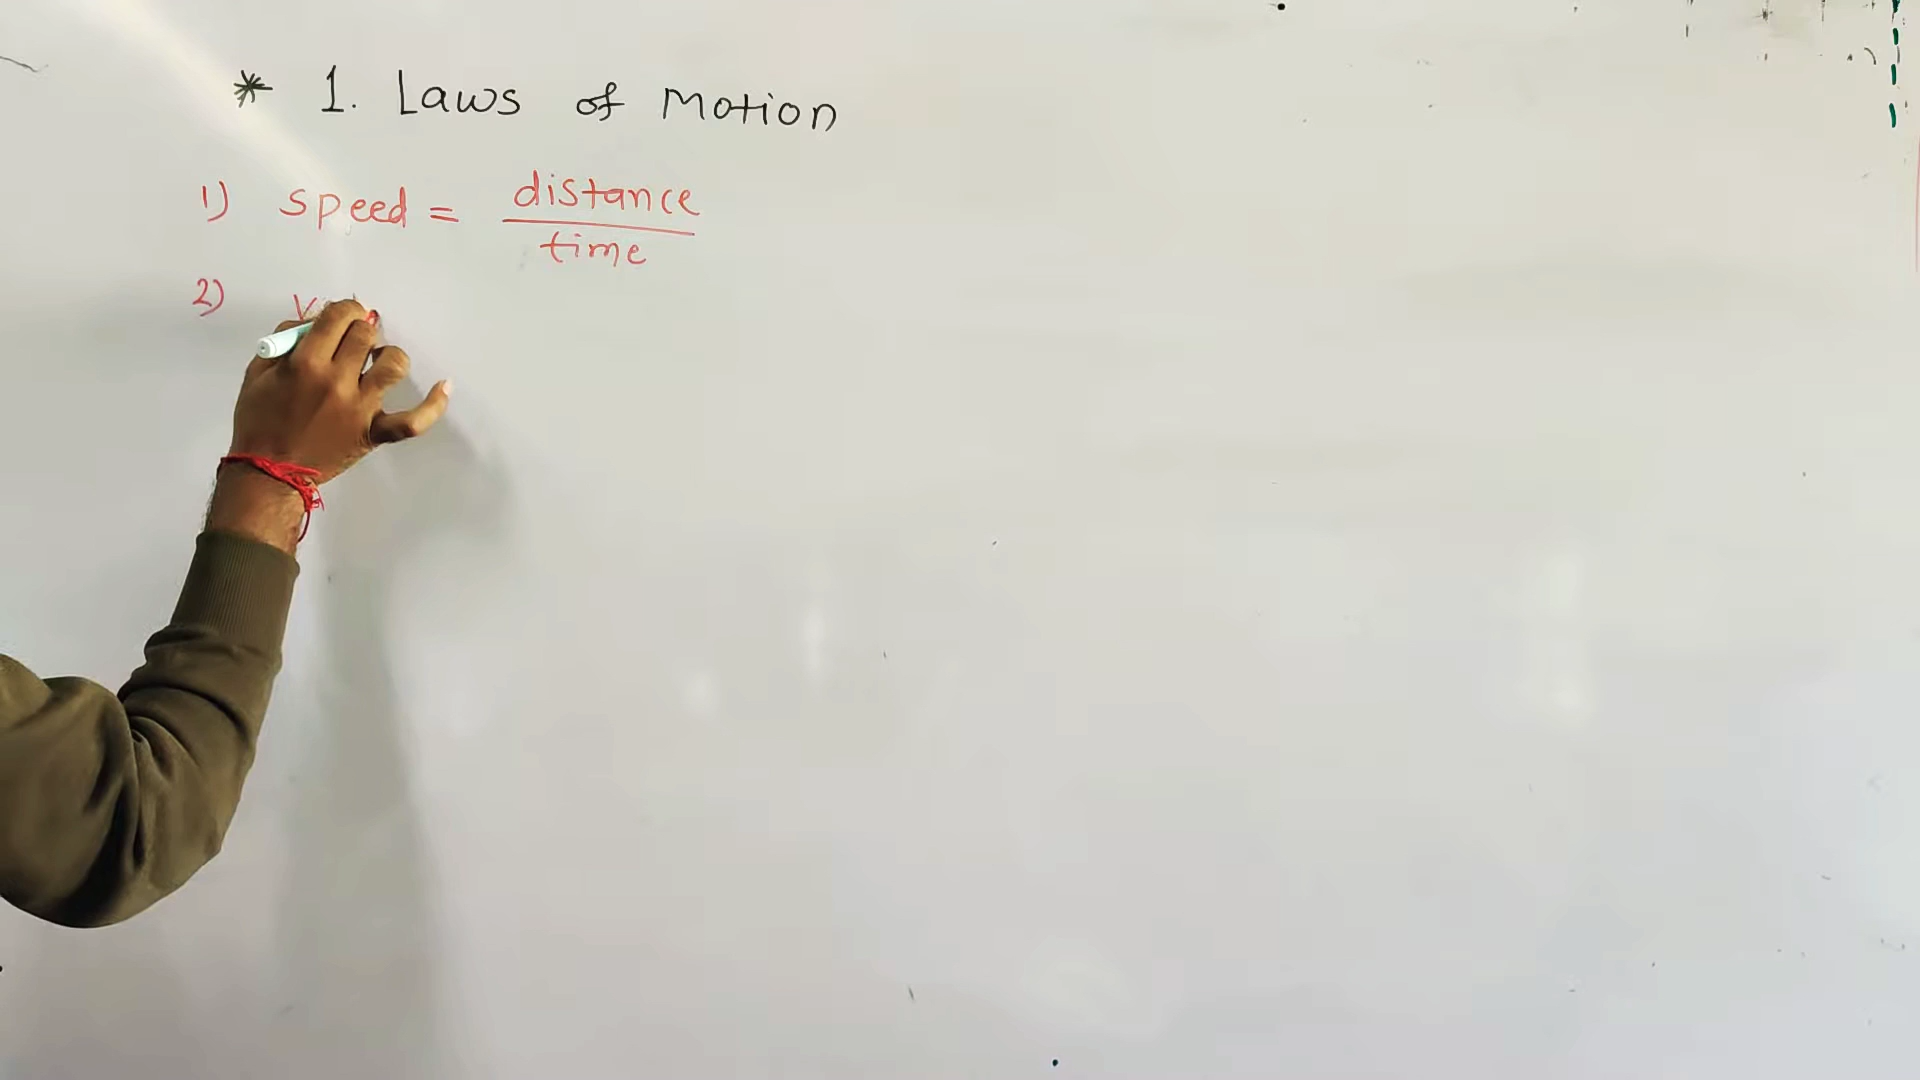 * 1. Laws of Motion
1) speed = distance / time
2)